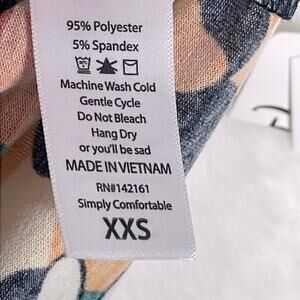 95% Polyester
5% Spandex
Machine Wash Cold
Gentle Cycle
Do Not Bleach
Hang Dry
or you'll be sad
MADE IN VIETNAM
RN#142161
Simply Comfortable
XXS